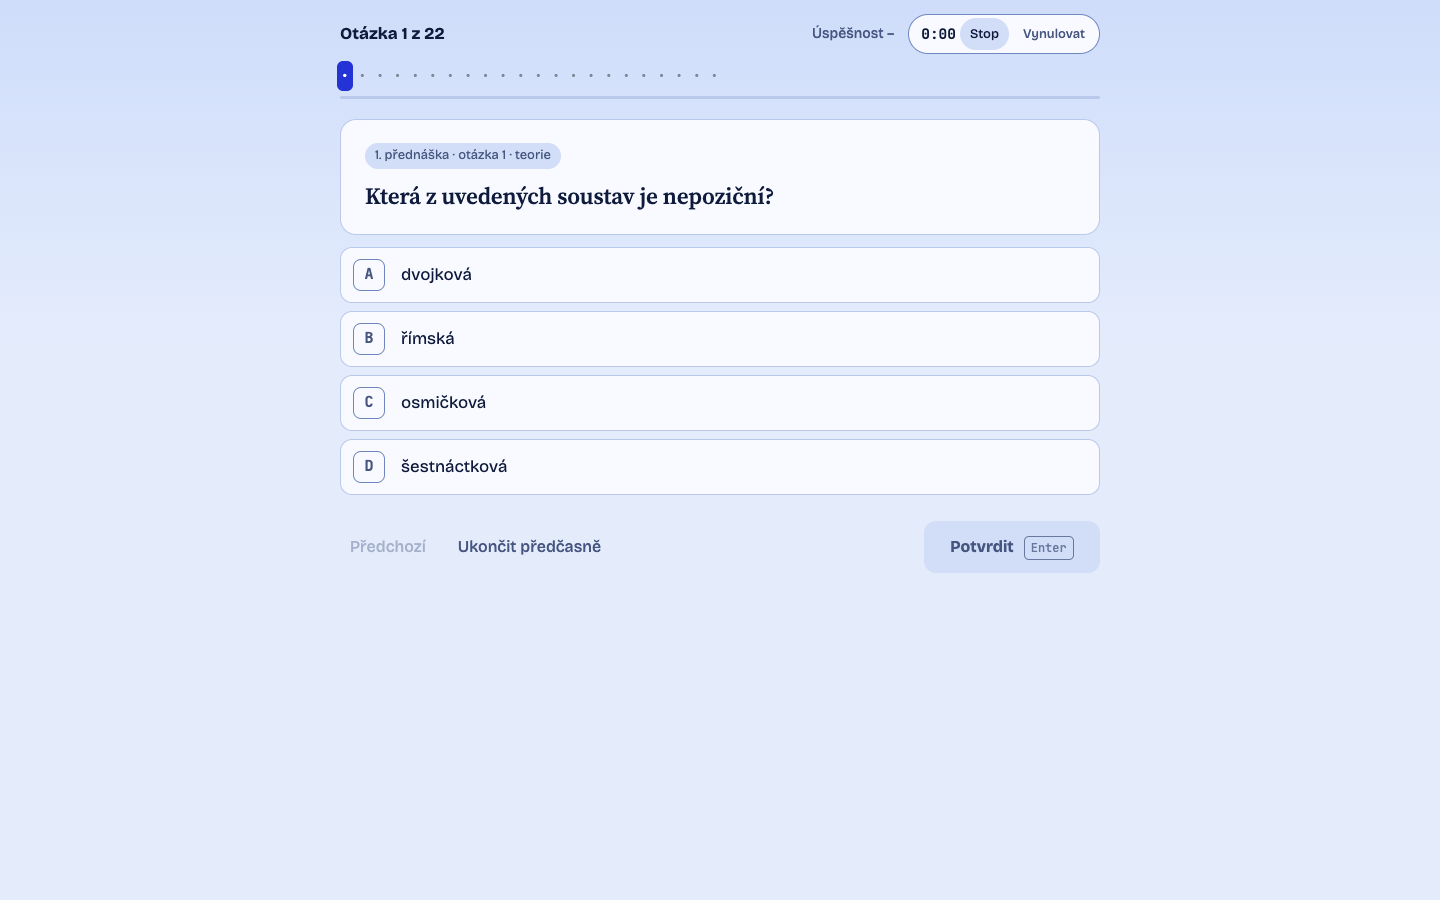 Otázka 1 z 22
Úspěšnost –
0:00 Stop Vynulovat
1. přednáška · otázka 1 · teorie
Která z uvedených soustav je nepoziční?
A dvojková
B římská
C osmičková
D šestnáctková
Předchozí Ukončit předčasně Potvrdit Enter